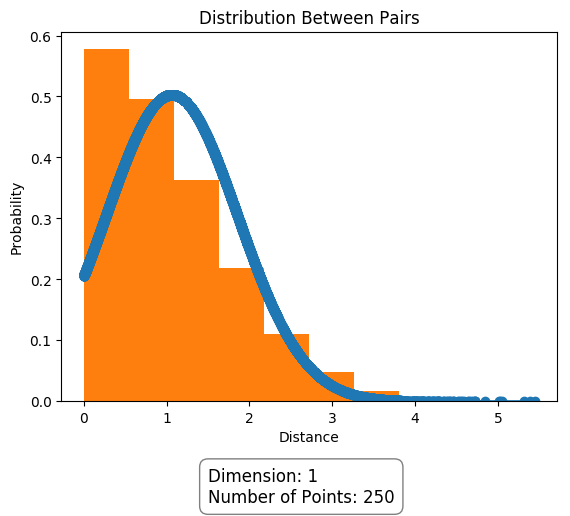 Distribution Between Pairs
0.6
0.5
0.4
0.3
0.2
0.1
0.0
Probability
0 1 2 3 4 5
Distance
Dimension: 1
Number of Points: 250